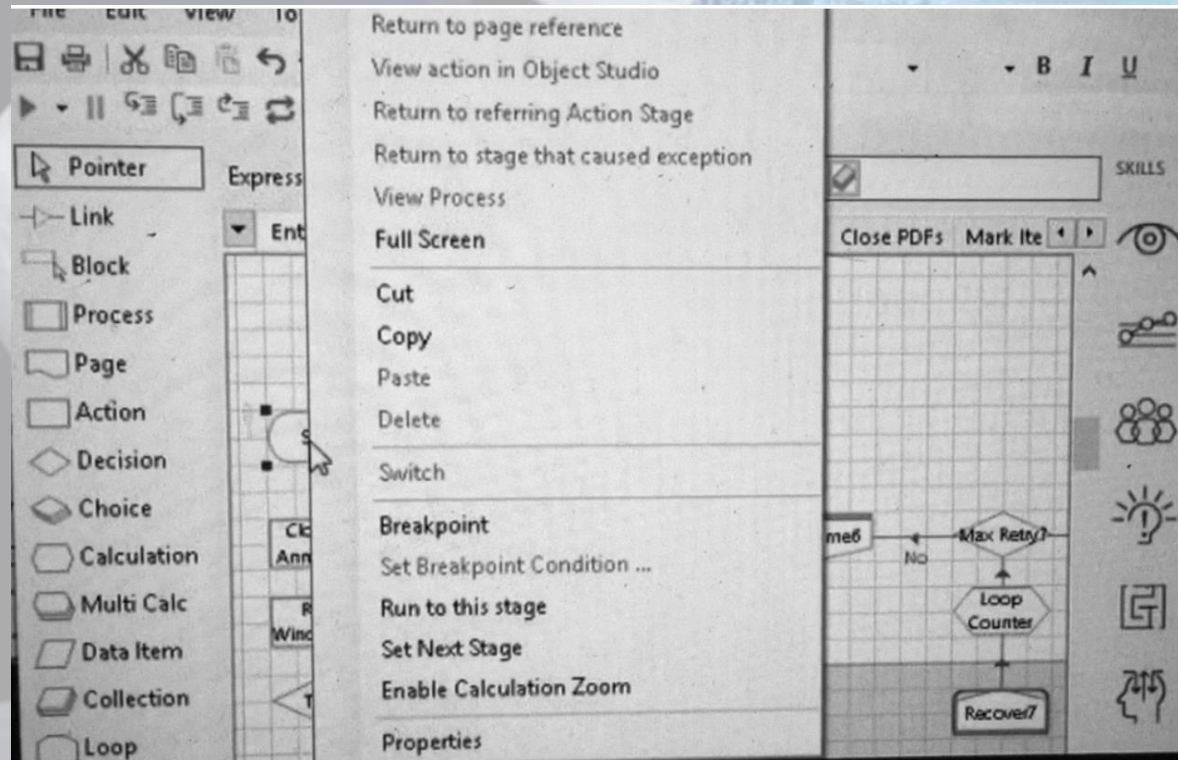 File Edit View To
B I U
Pointer
Link
Block
Process
Page
Action
Decision
Choice
Calculation
Multi Calc
Data Item
Collection
Loop
Express
Ent
S
Ann
R
Wind
T
Return to page reference
View action in Object Studio
Return to referring Action Stage
Return to stage that caused exception
View Process
Full Screen
Cut
Copy
Paste
Delete
Switch
Breakpoint
Set Breakpoint Condition ...
Run to this stage
Set Next Stage
Enable Calculation Zoom
Properties
Close PDFs Mark Ite
SKILLS
me6
No
Max Retry?
Loop
Counter
Recover7